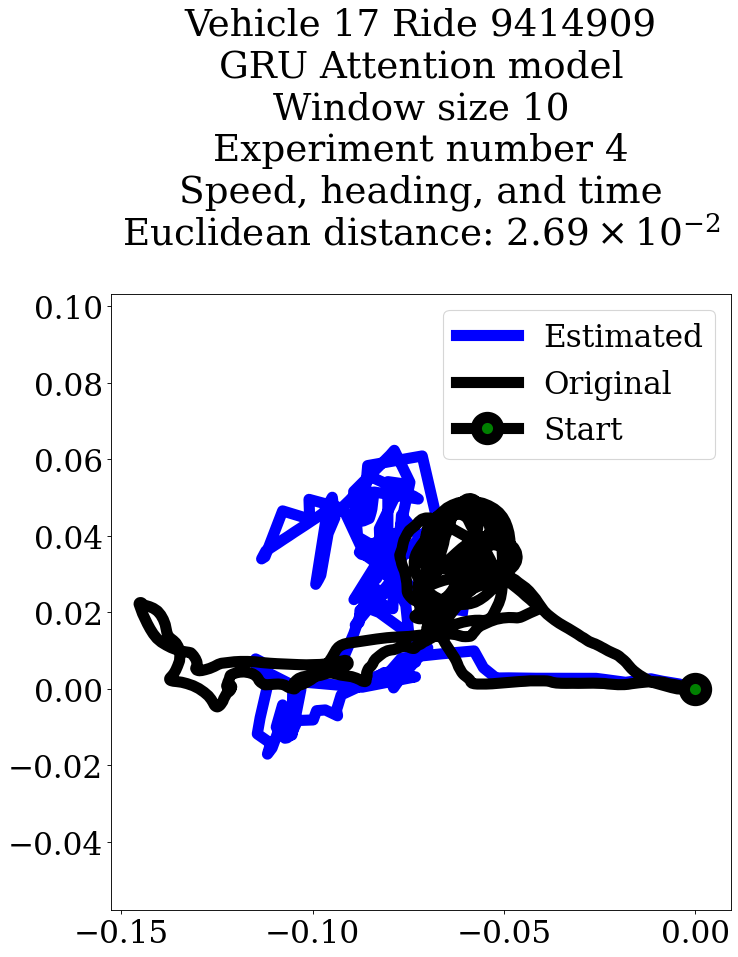 Vehicle 17 Ride 9414909
GRU Attention model
Window size 10
Experiment number 4
Speed, heading, and time
Euclidean distance: 2.69 × 10⁻²
Estimated
Original
Start
0.10
0.08
0.06
0.04
0.02
0.00
−0.02
−0.04
−0.15
−0.10
−0.05
0.00